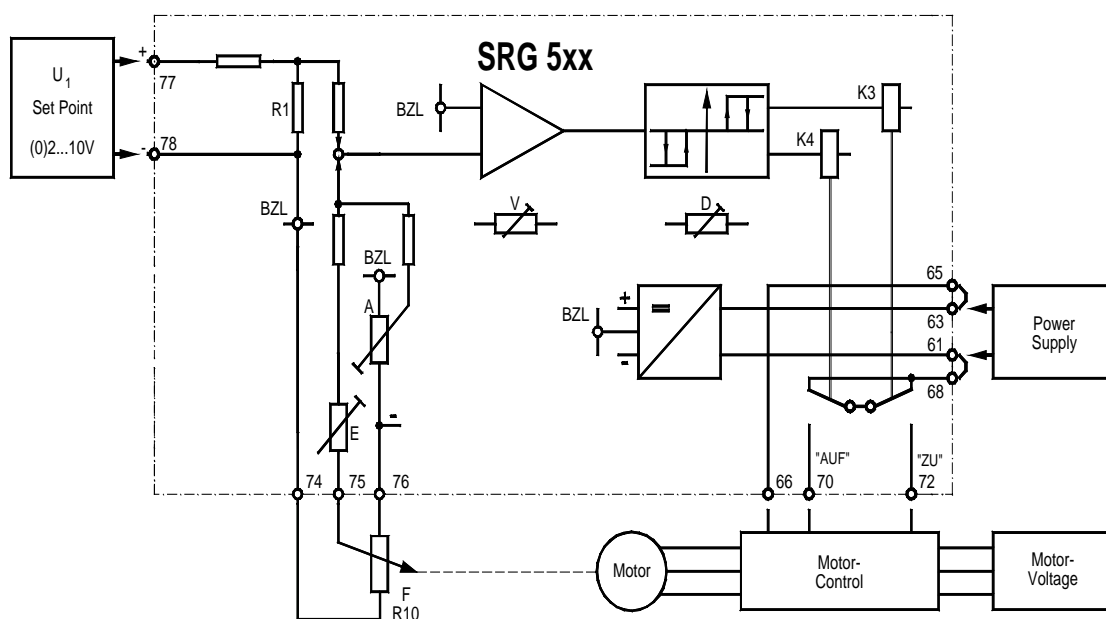 SRG 5xx
U1
Set Point
(0)2...10V
+
77
-
78
R1
BZL
K3
K4
BZL
V
D
BZL
A
65
63
61
68
Power
Supply
BZL
+
=
-
E
-
74
75
76
"AUF"
"ZU"
66
70
72
F
R10
Motor
Motor-
Control
Motor-
Voltage